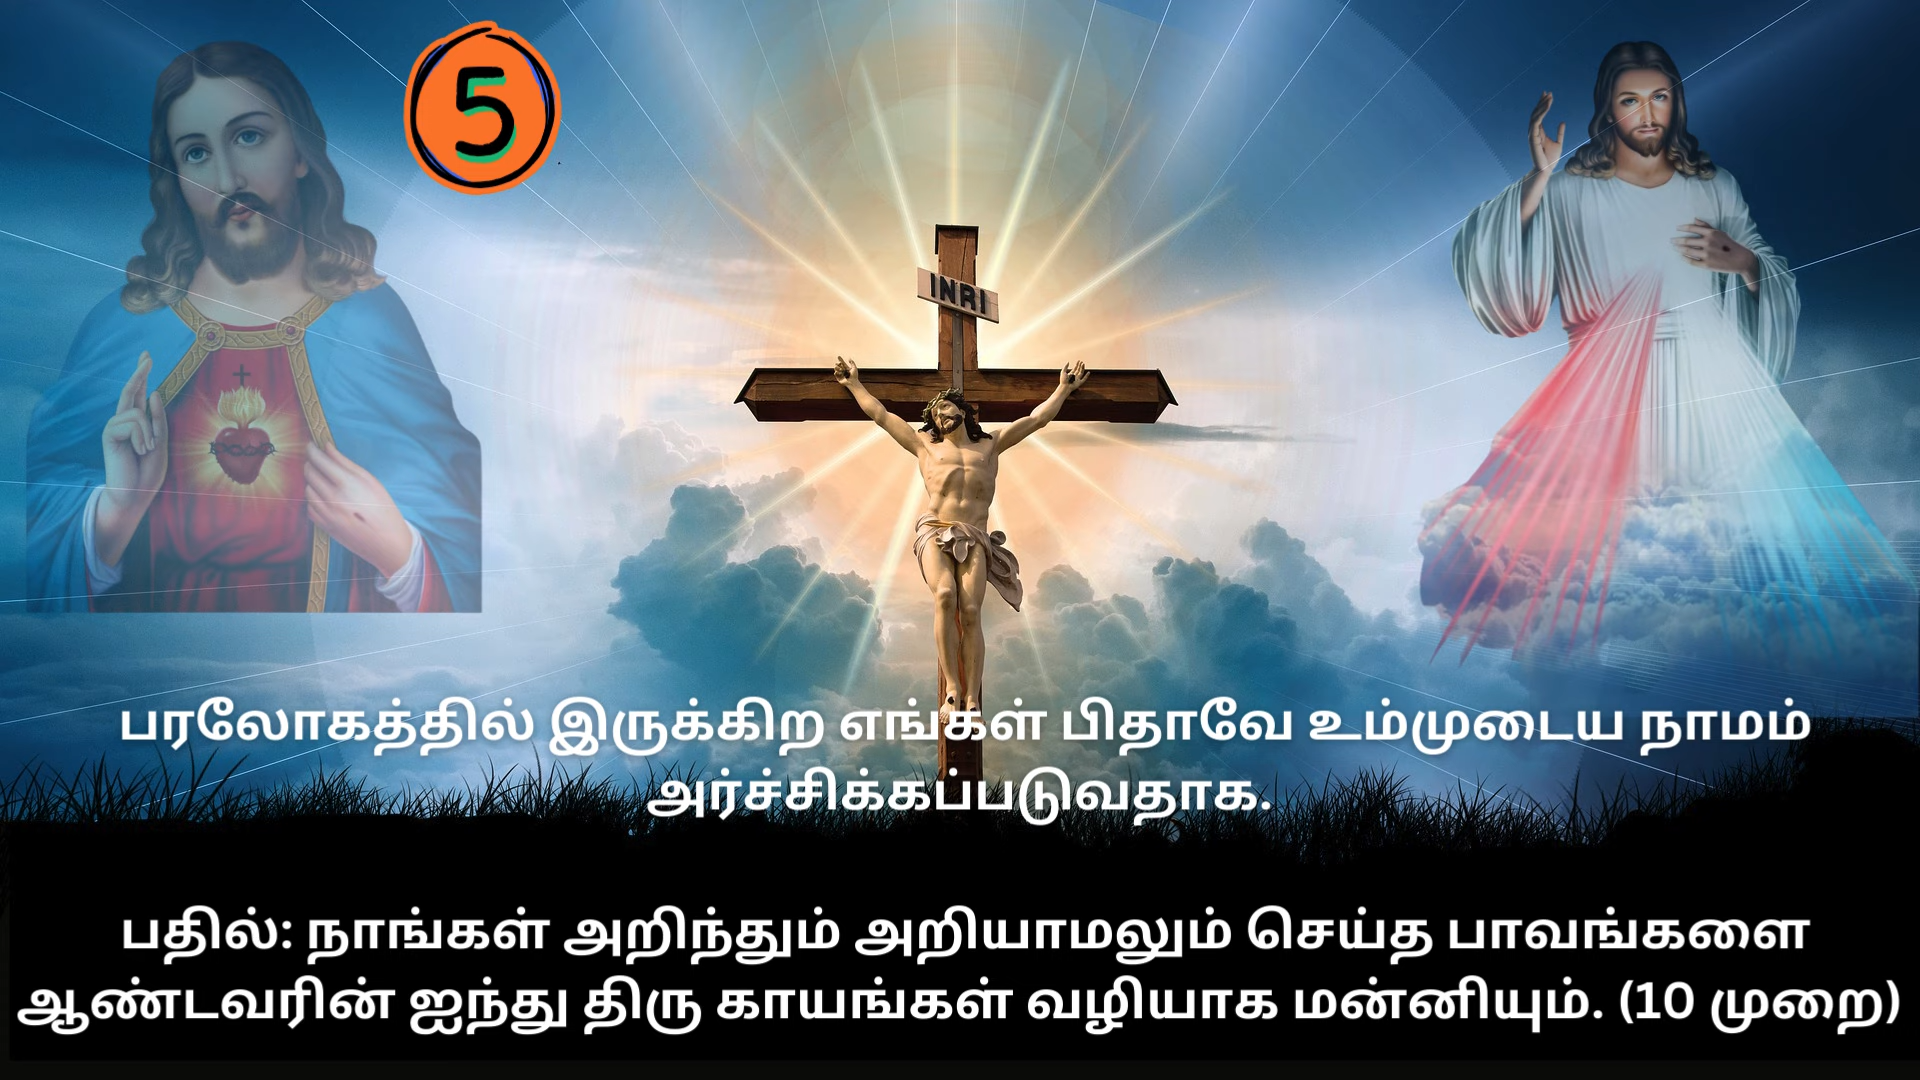 5
INRI
பரலோகத்தில் இருக்கிற எங்கள் பிதாவே உம்முடைய நாமம்
அர்ச்சிக்கப்படுவதாக.
பதில்: நாங்கள் அறிந்தும் அறியாமலும் செய்த பாவங்களை
ஆண்டவரின் ஐந்து திரு காயங்கள் வழியாக மன்னியும். (10 முறை)